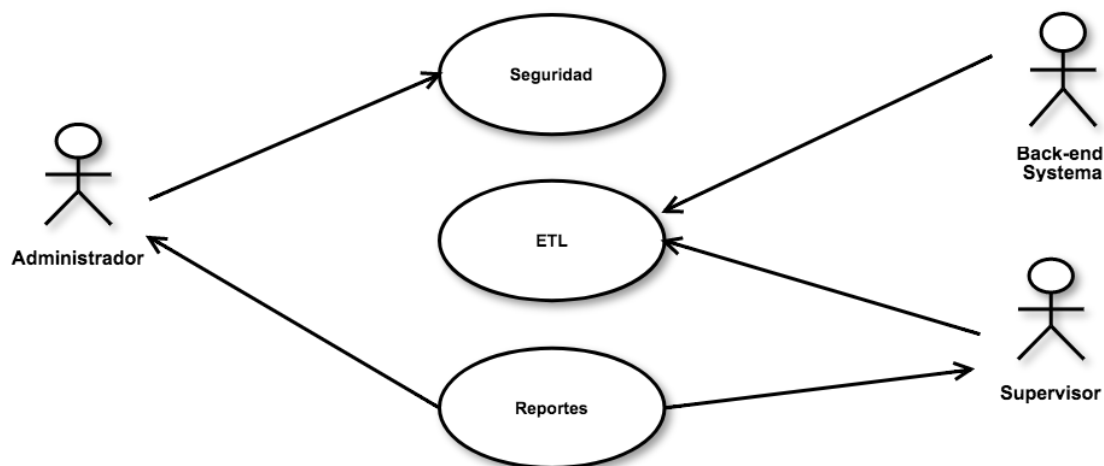 Seguridad
Back-end
Systema
Administrador
ETL
Supervisor
Reportes